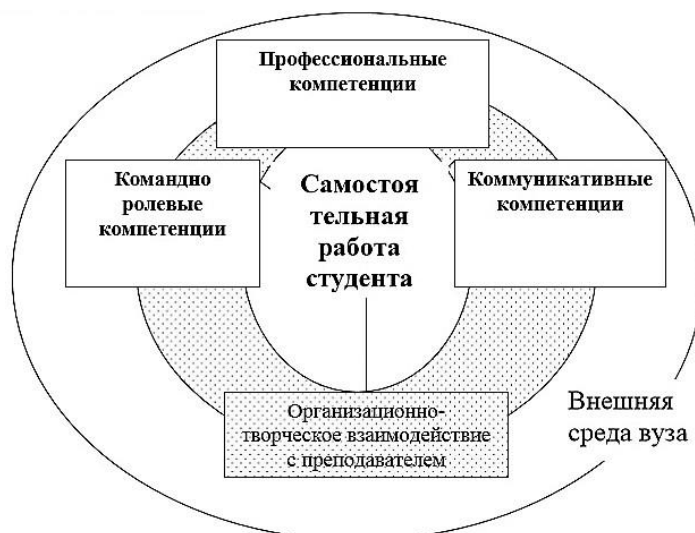 Профессиональные
компетенции
Командно
ролевые
компетенции
Самостоя
тельная
работа
студента
Коммуникативные
компетенции
Организационно-
творческое взаимодействие
с преподавателем
Внешняя
среда вуза